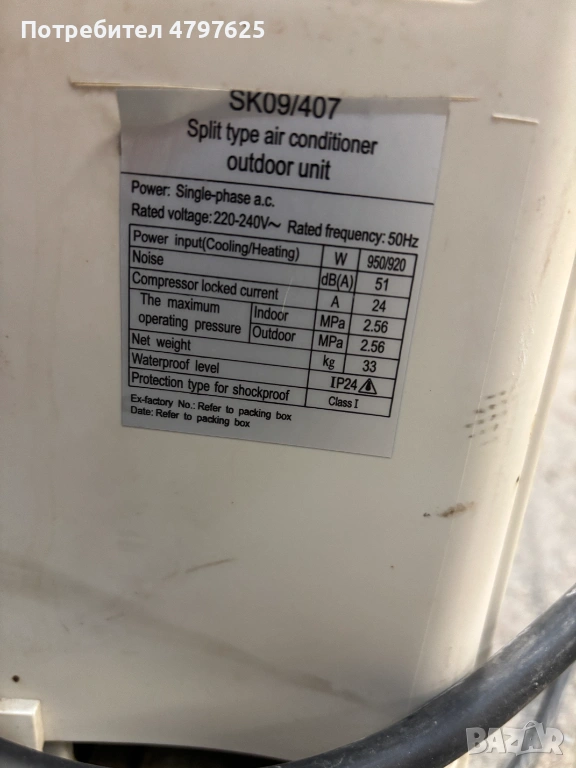 Потребител 4797625
SK09/407
Split type air conditioner
outdoor unit
Power: Single-phase a.c.
Rated voltage: 220-240V~ Rated frequency: 50Hz
Power input(Cooling/Heating) W 950/920
Noise dB(A) 51
Compressor locked current A 24
The maximum operating pressure Indoor MPa 2.56
Outdoor MPa 2.56
Net weight kg 33
Waterproof level IP24
Protection type for shockproof Class I
Ex-factory No.: Refer to packing box
Date: Refer to packing box
BAZAR